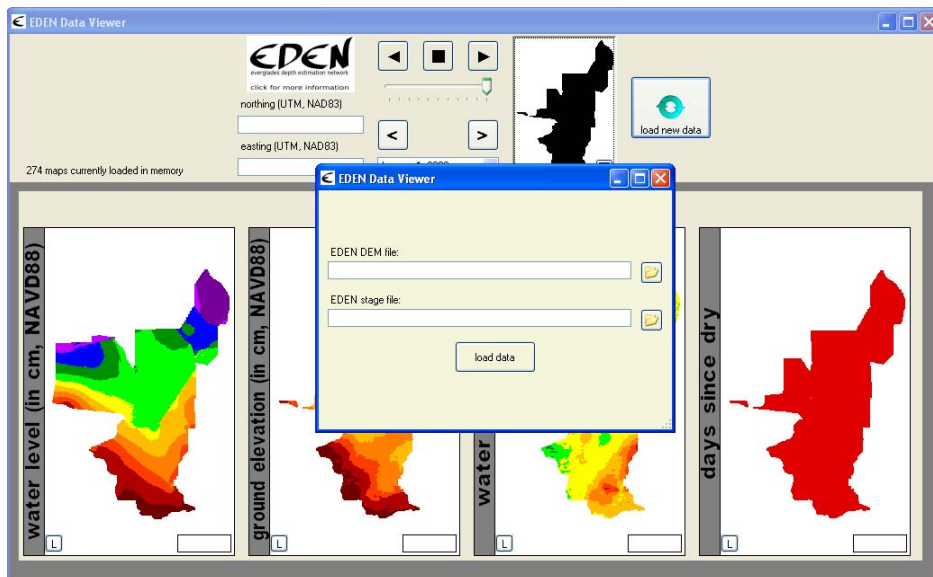 EDEN Data Viewer
EDEN
everglades depth estimation network
click for more information
northing (UTM, NAD83)
easting (UTM, NAD83)
<
>
load new data
274 maps currently loaded in memory
EDEN Data Viewer
EDEN DEM file:
EDEN stage file:
load data
water level (in cm, NAVD88)
L
ground elevation (in cm, NAVD88)
L
water
L
days since dry
L